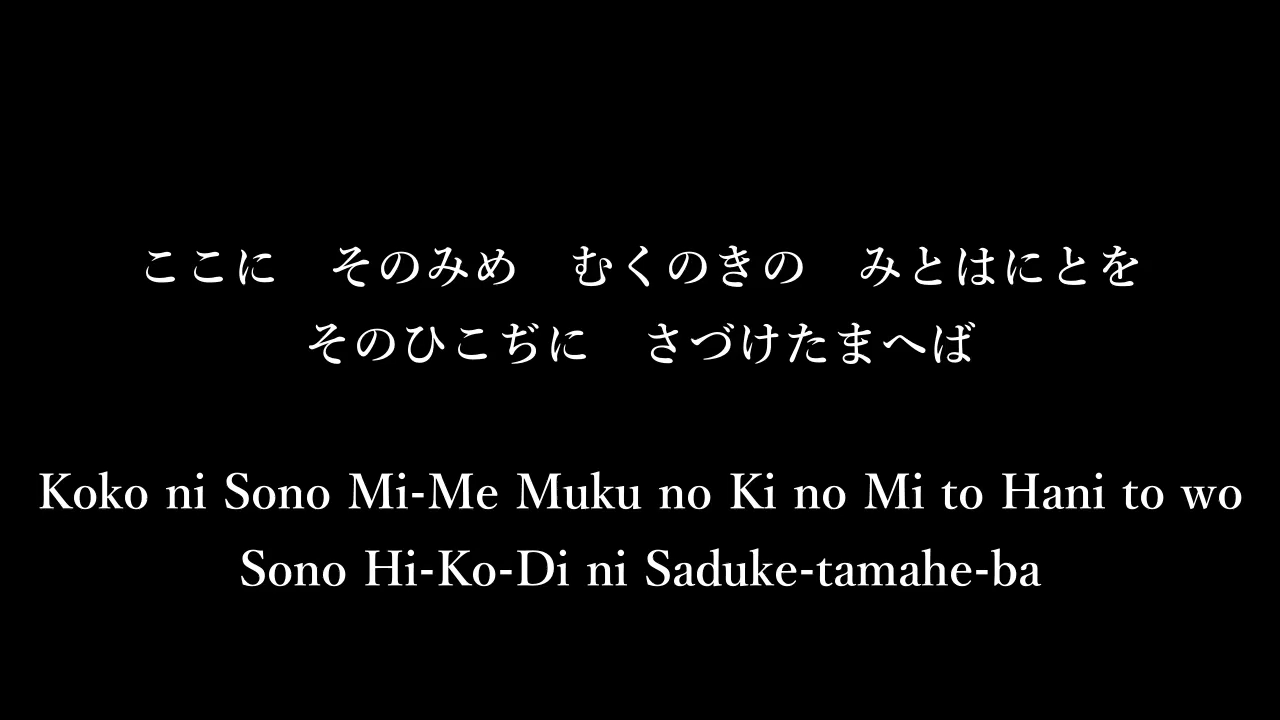 ここに　そのみめ　むくのきの　みとはにとを
そのひこぢに　さづけたまへば
Koko ni Sono Mi-Me Muku no Ki no Mi to Hani to wo
Sono Hi-Ko-Di ni Saduke-tamahe-ba